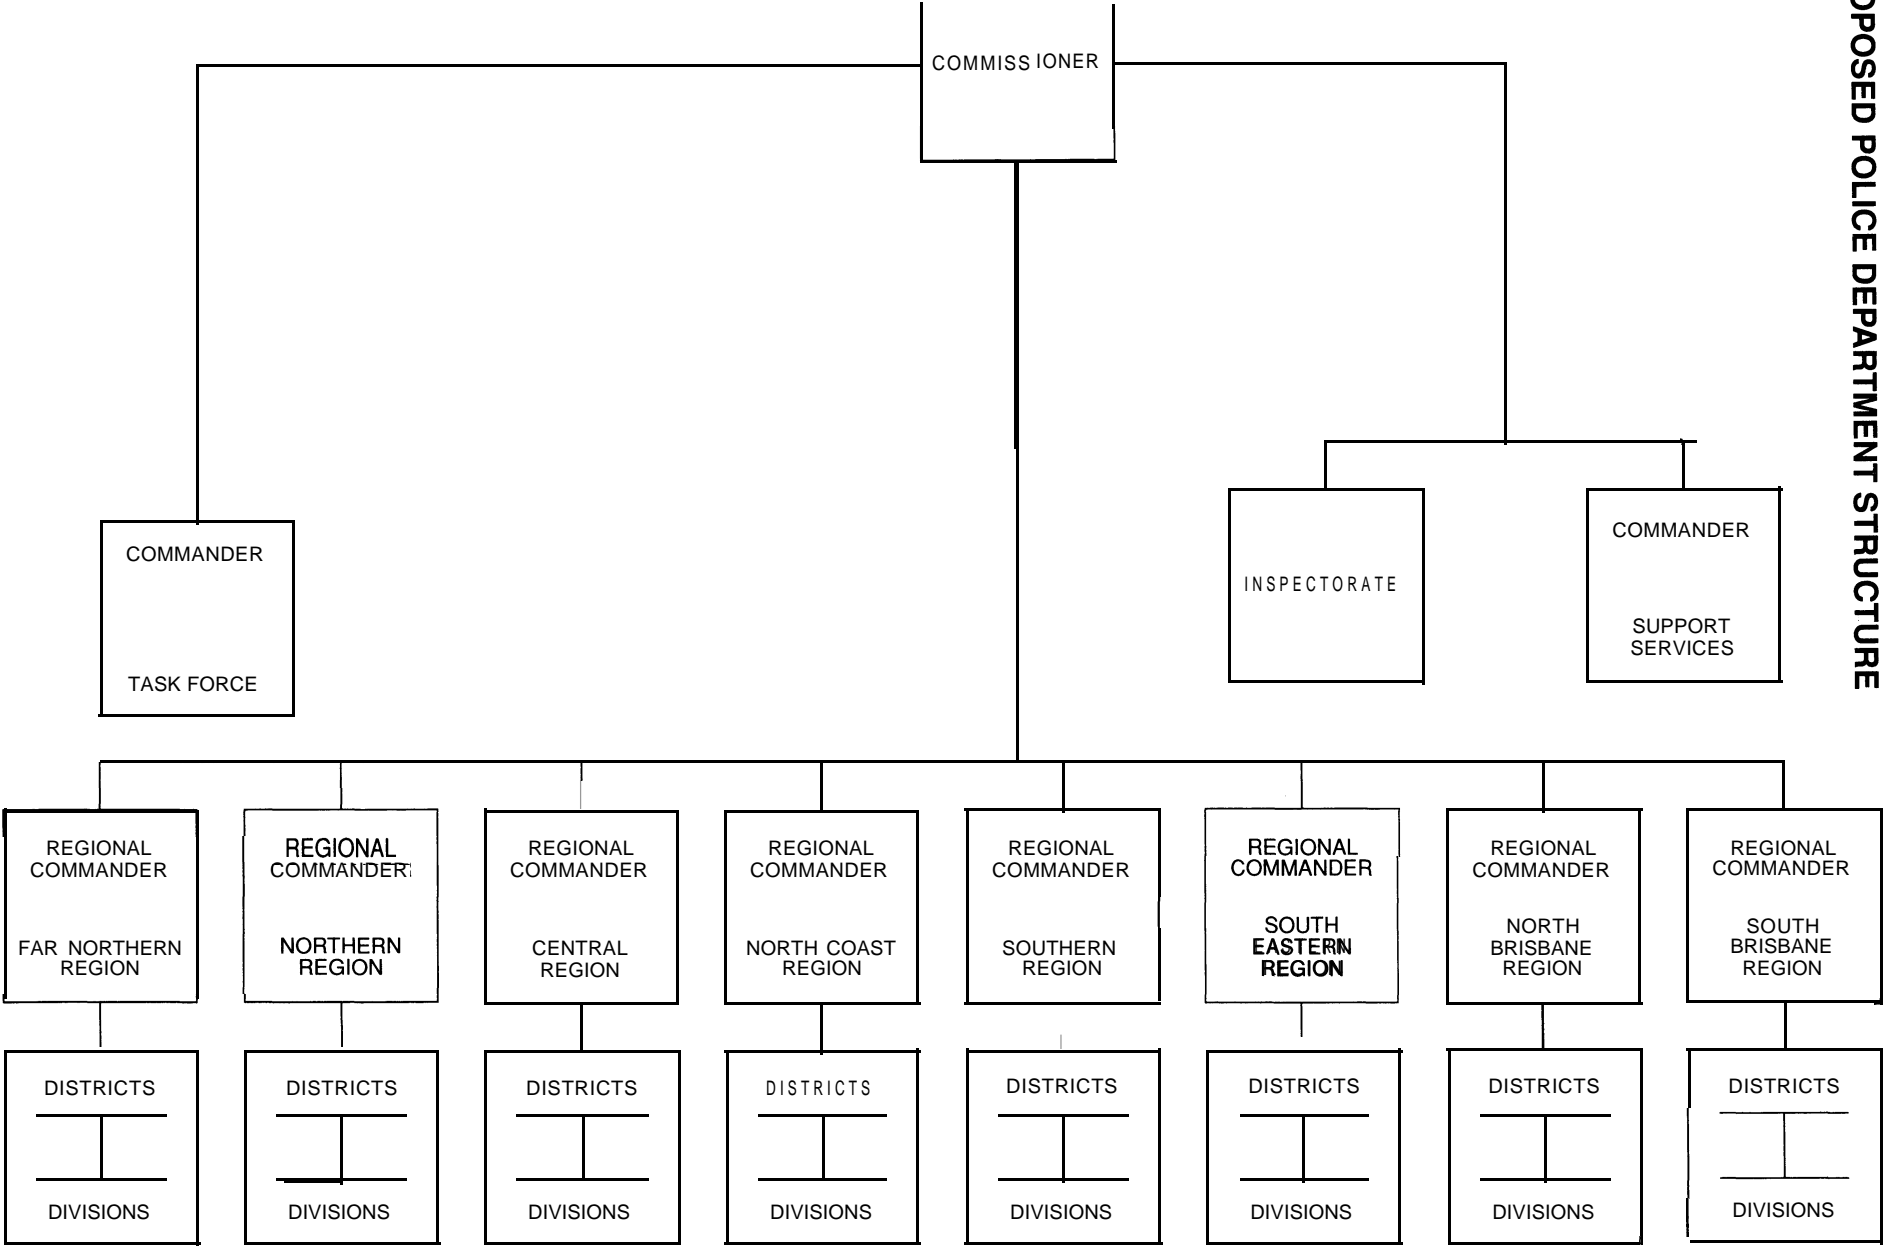 OPOSED POLICE DEPARTMENT STRUCTURE
COMMISSIONER
COMMANDER
TASK FORCE
INSPECTORATE
COMMANDER
SUPPORT
SERVICES
REGIONAL
COMMANDER
FAR NORTHERN
REGION
REGIONAL
COMMANDER
NORTHERN
REGION
REGIONAL
COMMANDER
CENTRAL
REGION
REGIONAL
COMMANDER
NORTH COAST
REGION
REGIONAL
COMMANDER
SOUTHERN
REGION
REGIONAL
COMMANDER
SOUTH
EASTERN
REGION
REGIONAL
COMMANDER
NORTH
BRISBANE
REGION
REGIONAL
COMMANDER
SOUTH
BRISBANE
REGION
DISTRICTS
DIVISIONS
DISTRICTS
DIVISIONS
DISTRICTS
DIVISIONS
DISTRICTS
DIVISIONS
DISTRICTS
DIVISIONS
DISTRICTS
DIVISIONS
DISTRICTS
DIVISIONS
DISTRICTS
DIVISIONS